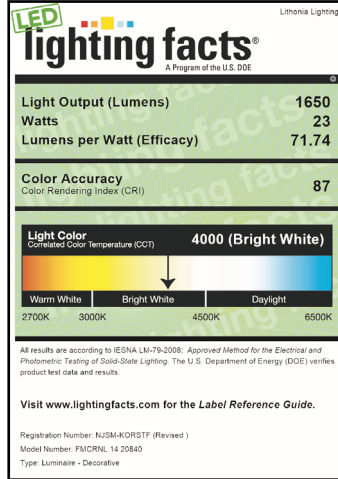 Lithonia Lighting
LED
lighting facts®
A Program of the U.S. DOE
Light Output (Lumens) 1650
Watts 23
Lumens per Watt (Efficacy) 71.74
Color Accuracy
Color Rendering Index (CRI) 87
Light Color
Correlated Color Temperature (CCT) 4000 (Bright White)
Warm White Bright White Daylight
2700K 3000K 4500K 6500K
All results are according to IESNA LM-79-2008: Approved Method for the Electrical and
Photometric Testing of Solid-State Lighting. The U.S. Department of Energy (DOE) verifies
product test data and results.
Visit www.lightingfacts.com for the Label Reference Guide.
Registration Number: NJSM-KORSTF (Revised )
Model Number: FMCRNL 14 20840
Type: Luminaire - Decorative